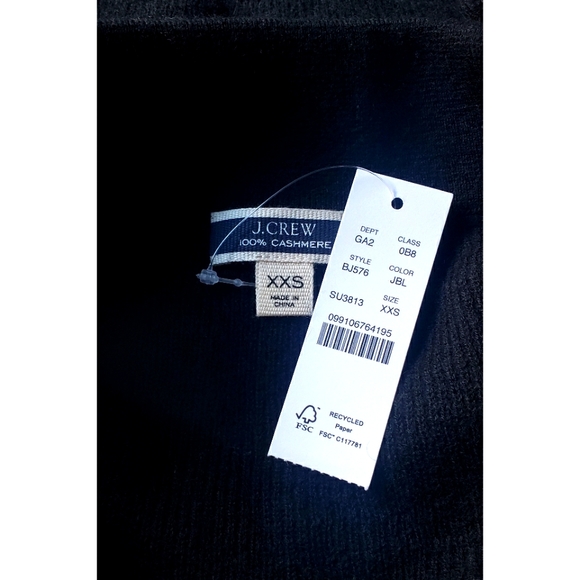 J.CREW
100% CASHMERE
XXS
MADE IN
CHINA
DEPT CLASS
GA2 0B8
STYLE COLOR
BJ576 JBL
SIZE
SU3813 XXS
099106764195
FSC
RECYCLED
Paper
FSC® C117781